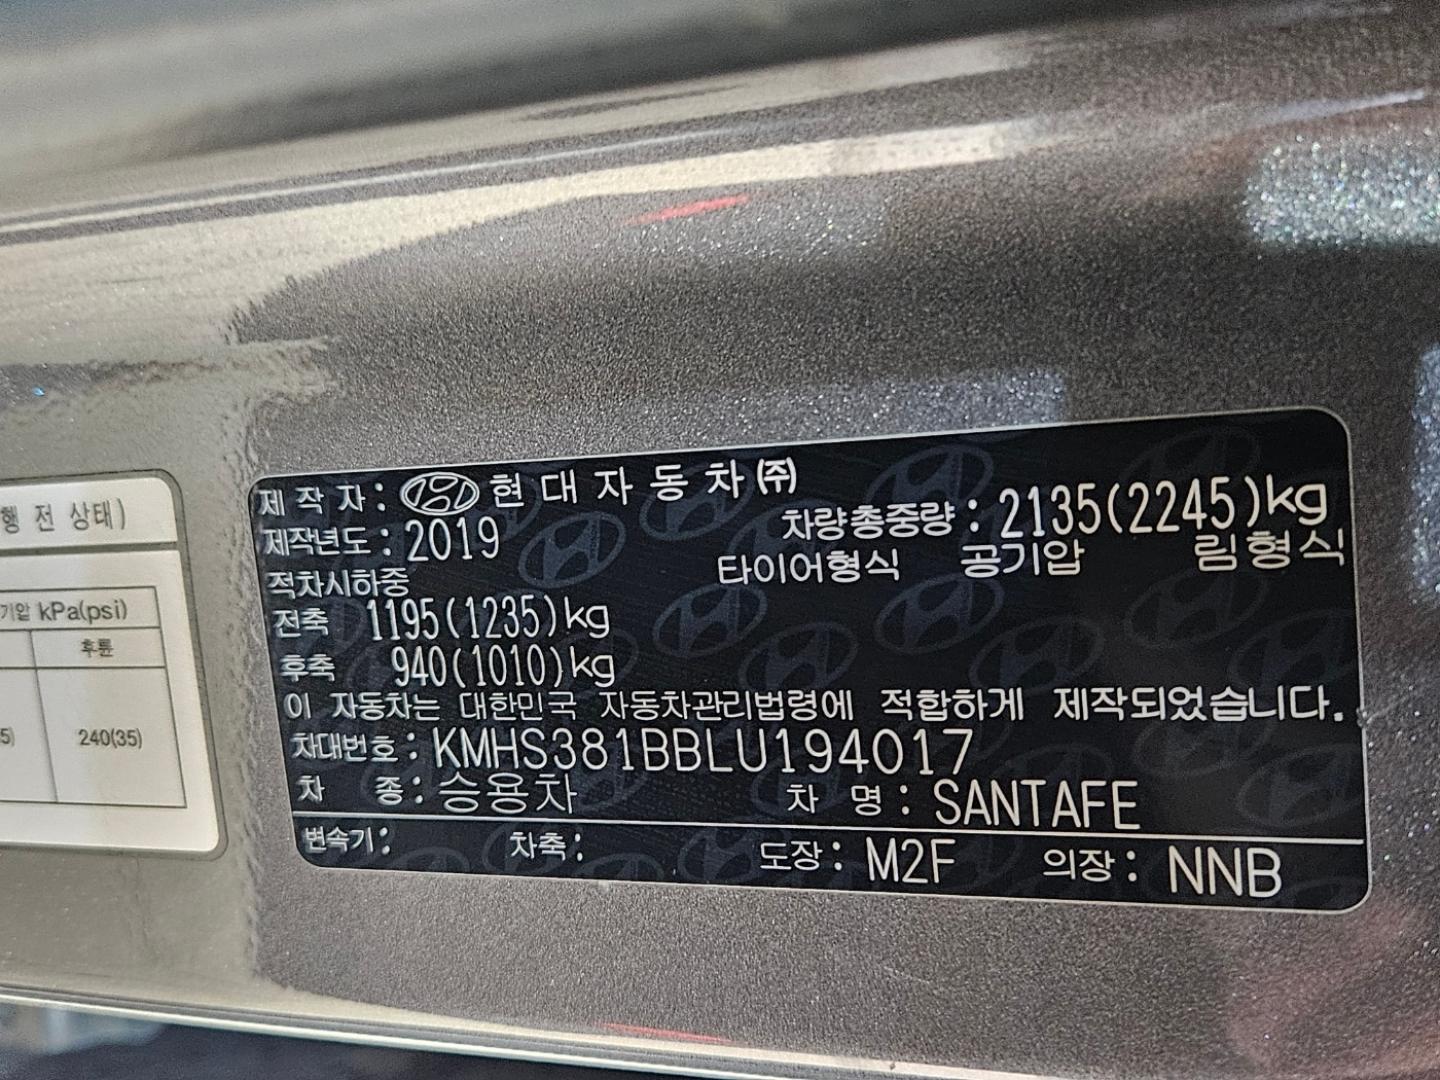 행 전 상태)
기압 kPa(psi)
후륜
5)
240(35)
제 작 자 : 현 대 자 동 차 ㈜
제작년도 : 2019
차량총중량 : 2135(2245)kg
적차시하중
타이어형식 공기압 림형식
전축 1195(1235)kg
후축 940(1010)kg
이 자동차는 대한민국 자동차관리법령에 적합하게 제작되었습니다.
차대번호 : KMHS381BBLU194017
차 종 : 승용차
차 명 : SANTAFE
변속기 : 차축 : 도장 : M2F 의장 : NNB